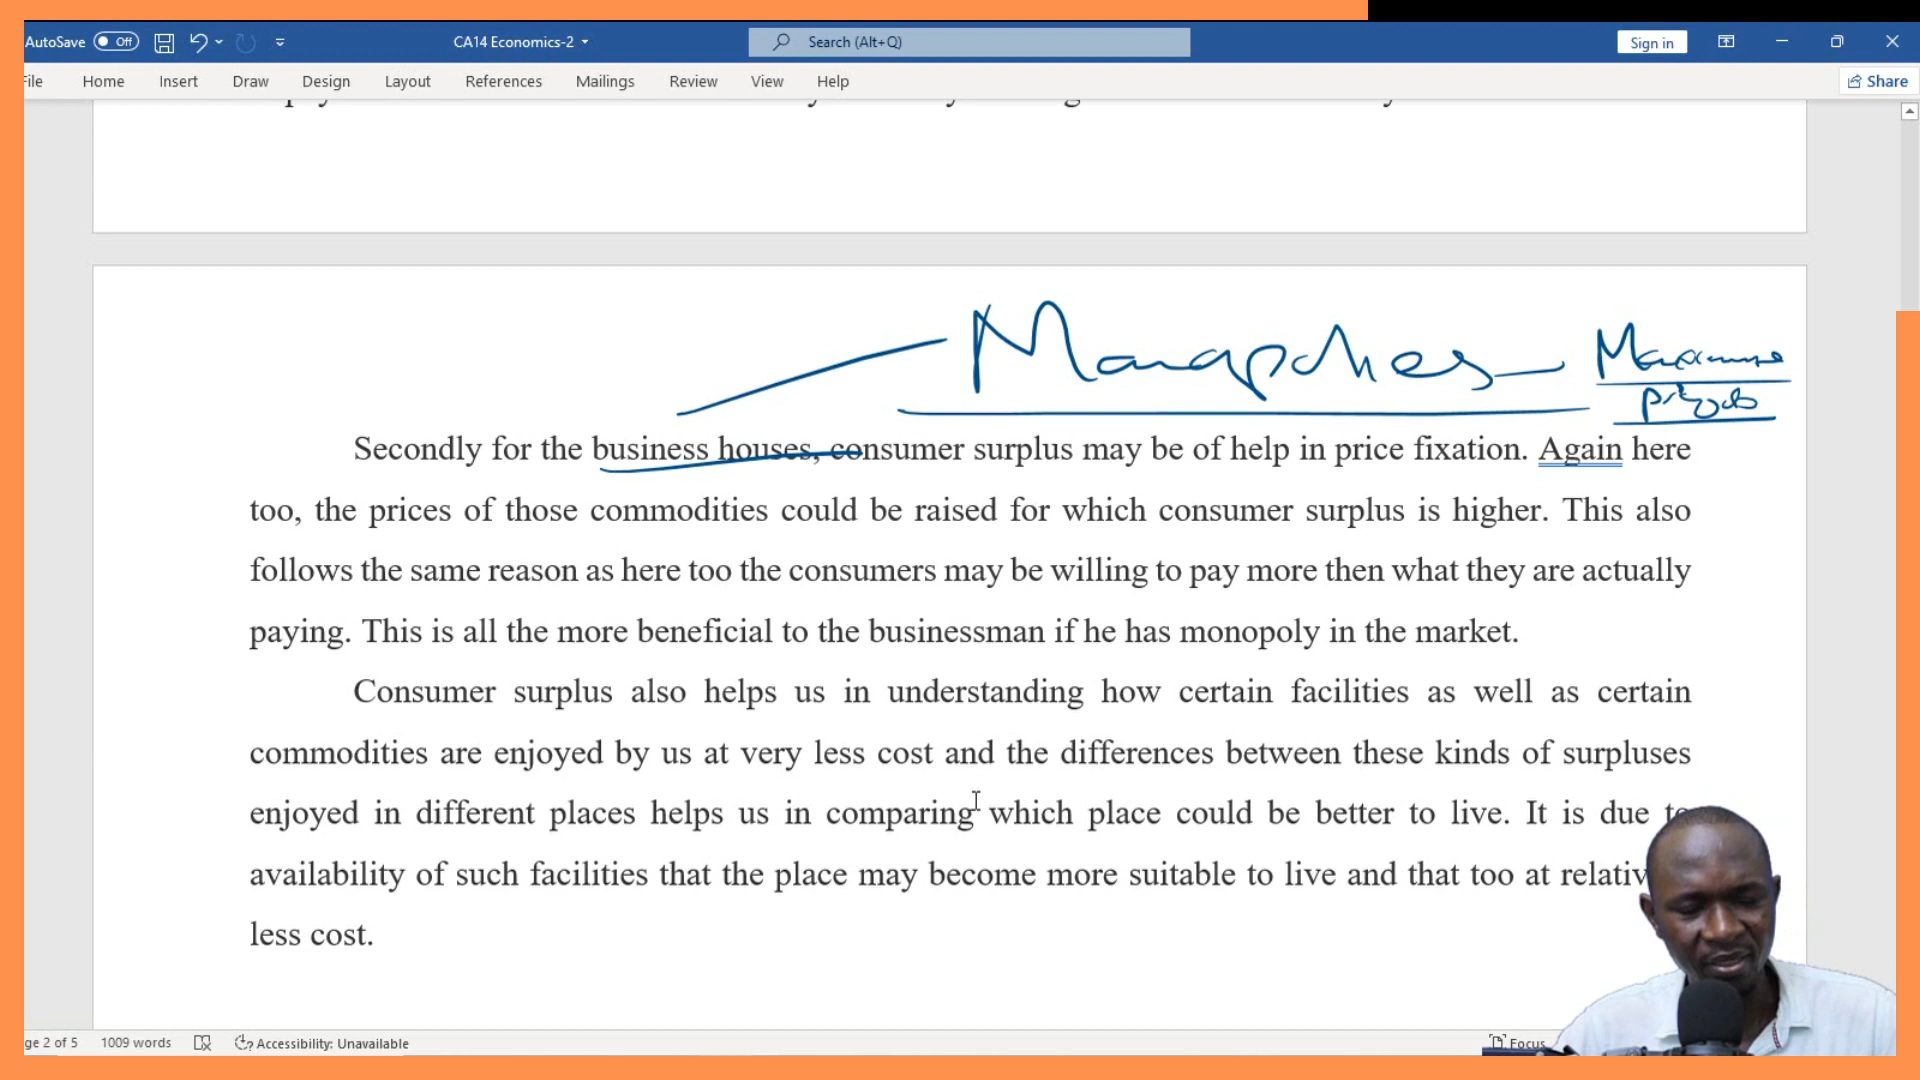 AutoSave Off CA14 Economics-2 Search (Alt+Q) Sign in
File Home Insert Draw Design Layout References Mailings Review View Help Share
Secondly for the business houses, consumer surplus may be of help in price fixation. Again here
too, the prices of those commodities could be raised for which consumer surplus is higher. This also
follows the same reason as here too the consumers may be willing to pay more then what they are actually
paying. This is all the more beneficial to the businessman if he has monopoly in the market.
Consumer surplus also helps us in understanding how certain facilities as well as certain
commodities are enjoyed by us at very less cost and the differences between these kinds of surpluses
enjoyed in different places helps us in comparing which place could be better to live. It is due to
availability of such facilities that the place may become more suitable to live and that too at
less cost.
ge 2 of 5 1009 words Accessibility: Unavailable Focus